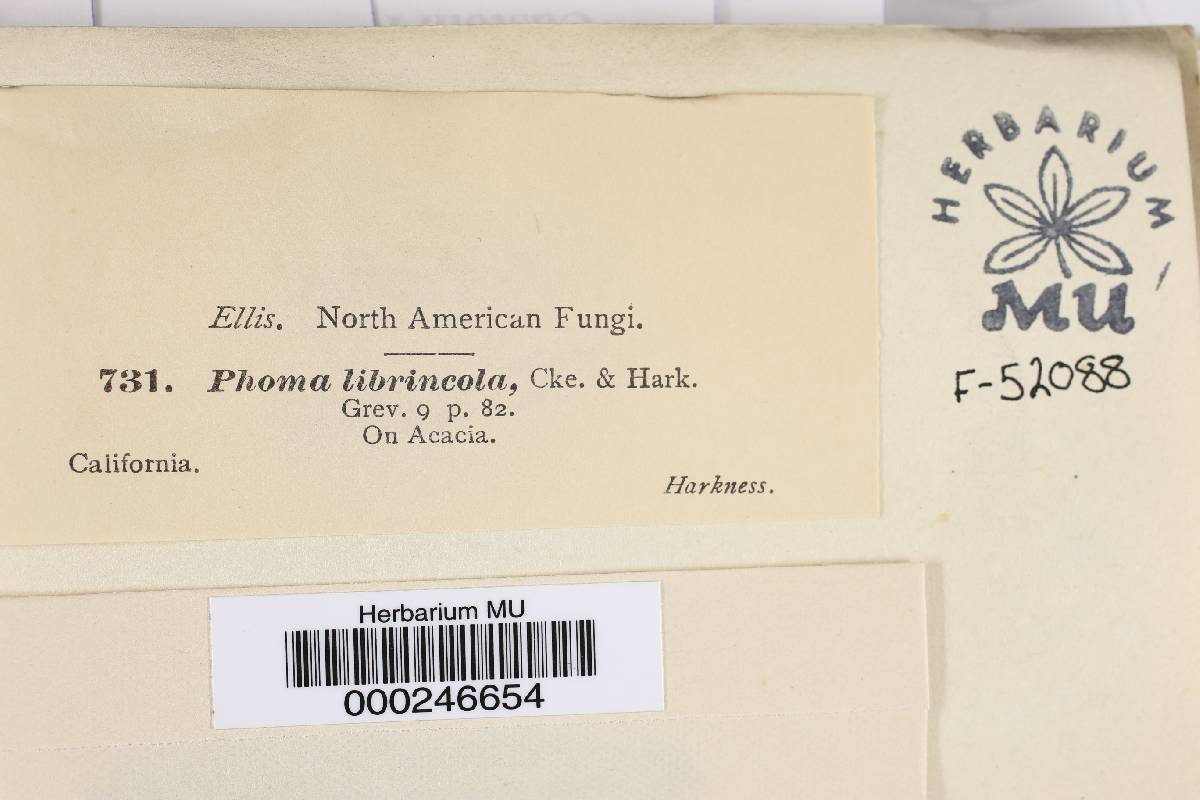 Ellis. North American Fungi.
731. Phoma librincola, Cke. & Hark.
Grev. 9 p. 82.
On Acacia.
California.
Harkness.
HERBARIUM
MU
F-52088
Herbarium MU
000246654